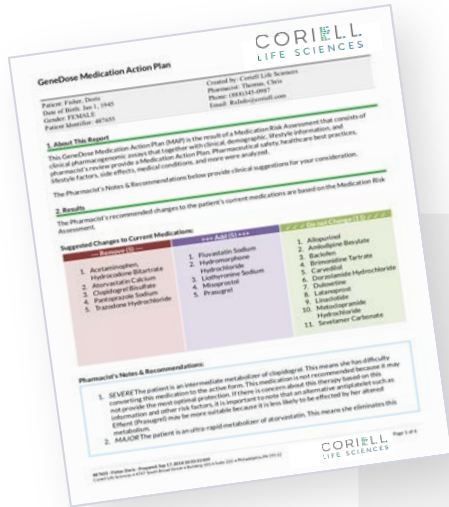 CORIELL
LIFE SCIENCES
GeneDose Medication Action Plan
Patient: Fisher, Doris
Date of Birth: Jan 1, 1945
Gender: FEMALE
Patient Identifier: 487655
Created by: Coriell Life Sciences
Pharmacist: Thomas, Chris
Phone: (888)345-0987
Email:
1. About This Report
This GeneDose Medication Action Plan (MAP) is the result of a Medication Risk Assessment that consists of
clinical pharmacogenomic assays that together with clinical, demographic, lifestyle information, and
pharmacist's review provide a Medication Action Plan. Pharmaceutical safety, healthcare best practices,
lifestyle factors, side effects, medical conditions, and more were analyzed.
The Pharmacist's Notes & Recommendations below provide clinical suggestions for your consideration.
2. Results
The Pharmacist's recommended changes to the patient's current medications are based on the Medication Risk
Assessment.
Suggested Changes to Current Medications:
--- Remove (5) ---
1. Acetaminophen,
Hydrocodone Bitartrate
2. Atorvastatin Calcium
3. Clopidogrel Bisulfate
4. Pantoprazole Sodium
5. Trazodone Hydrochloride
+++ Add (5) +++
1. Fluvastatin Sodium
2. Hydromorphone
Hydrochloride
3. Liothyronine Sodium
4. Misoprostol
5. Prasugrel
✓ ✓ ✓ Do not Change (11) ✓ ✓ ✓
1. Allopurinol
2. Amlodipine Besylate
3. Baclofen
4. Brimonidine Tartrate
5. Carvedilol
6. Dorzolamide Hydrochloride
7. Duloxetine
8. Latanoprost
9. Linaclotide
10. Metoclopramide
Hydrochloride
11. Sevelamer Carbonate
Pharmacist's Notes & Recommendations:
1. SEVERE The patient is an intermediate metabolizer of clopidogrel. This means she has difficulty
converting this medication to the active form. This medication is not recommended because it may
not provide the most optimal protection. If there is concern about this therapy based on this
information and other risk factors, it is important to note that an alternative antiplatelet such as
Effient (Prasugrel) may be more suitable because it is less likely to be effected by her altered
metabolism.
2. MAJOR The patient is an ultra-rapid metabolizer of atorvastatin. This means she eliminates this
487655 - Fisher Doris - Prepared: Sep 17, 2018
Coriell Life Sciences
CORIELL
LIFE SCIENCES
Page 1 of